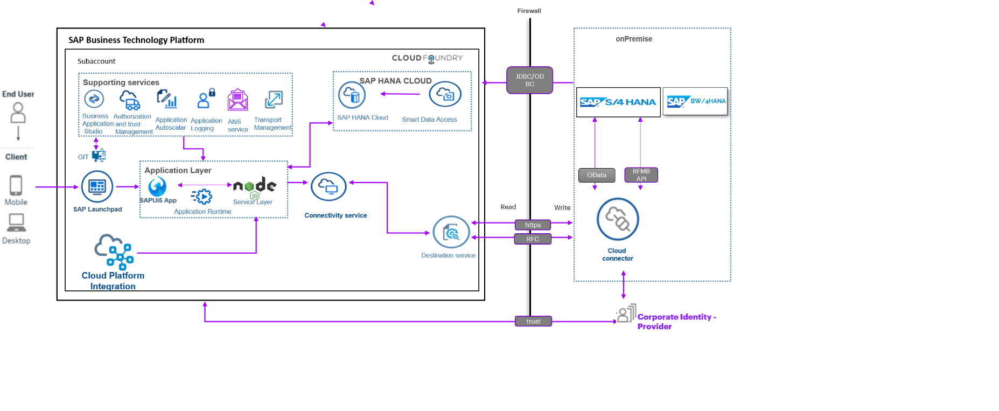 Firewall
SAP Business Technology Platform
onPremise
Subaccount
CLOUD FOUNDRY
JDBC/OD
BC
Supporting services
SAP HANA CLOUD
End User
SAP S/4 HANA
SAP BW/4HANA
Business
Application
Studio
Authorization
and trust
Management
Application
Autoscalar
Application
Logging
ANS
service
Transport
Management
SAP HANA Cloud
Smart Data Access
GIT
Client
Application Layer
OData
RFMB
API
node
JS
SAPUI5 App
Service Layer
Application Runtime
Mobile
SAP Launchpad
Connectivity service
Read
Write
https
RFC
Desktop
Destination service
Cloud
connector
Cloud Platform
Integration
trust
Corporate Identity -
Provider